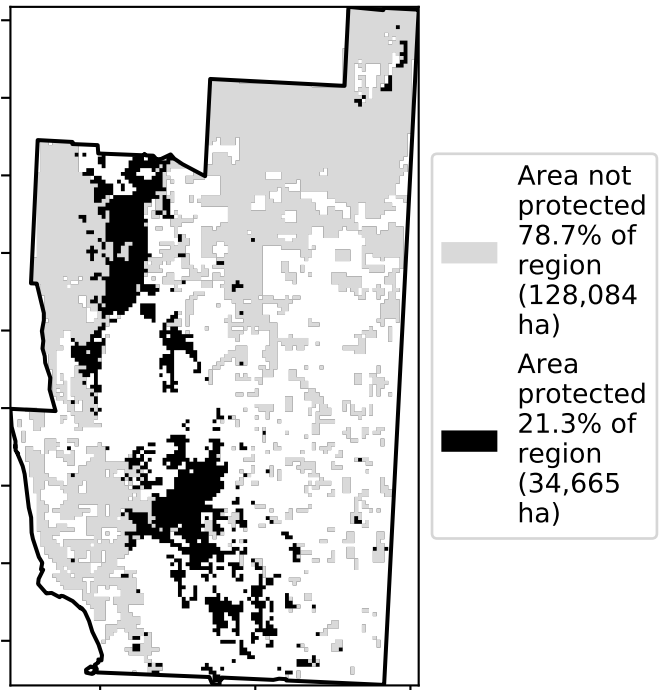 Area not
protected
78.7% of
region
(128,084
ha)
Area
protected
21.3% of
region
(34,665
ha)